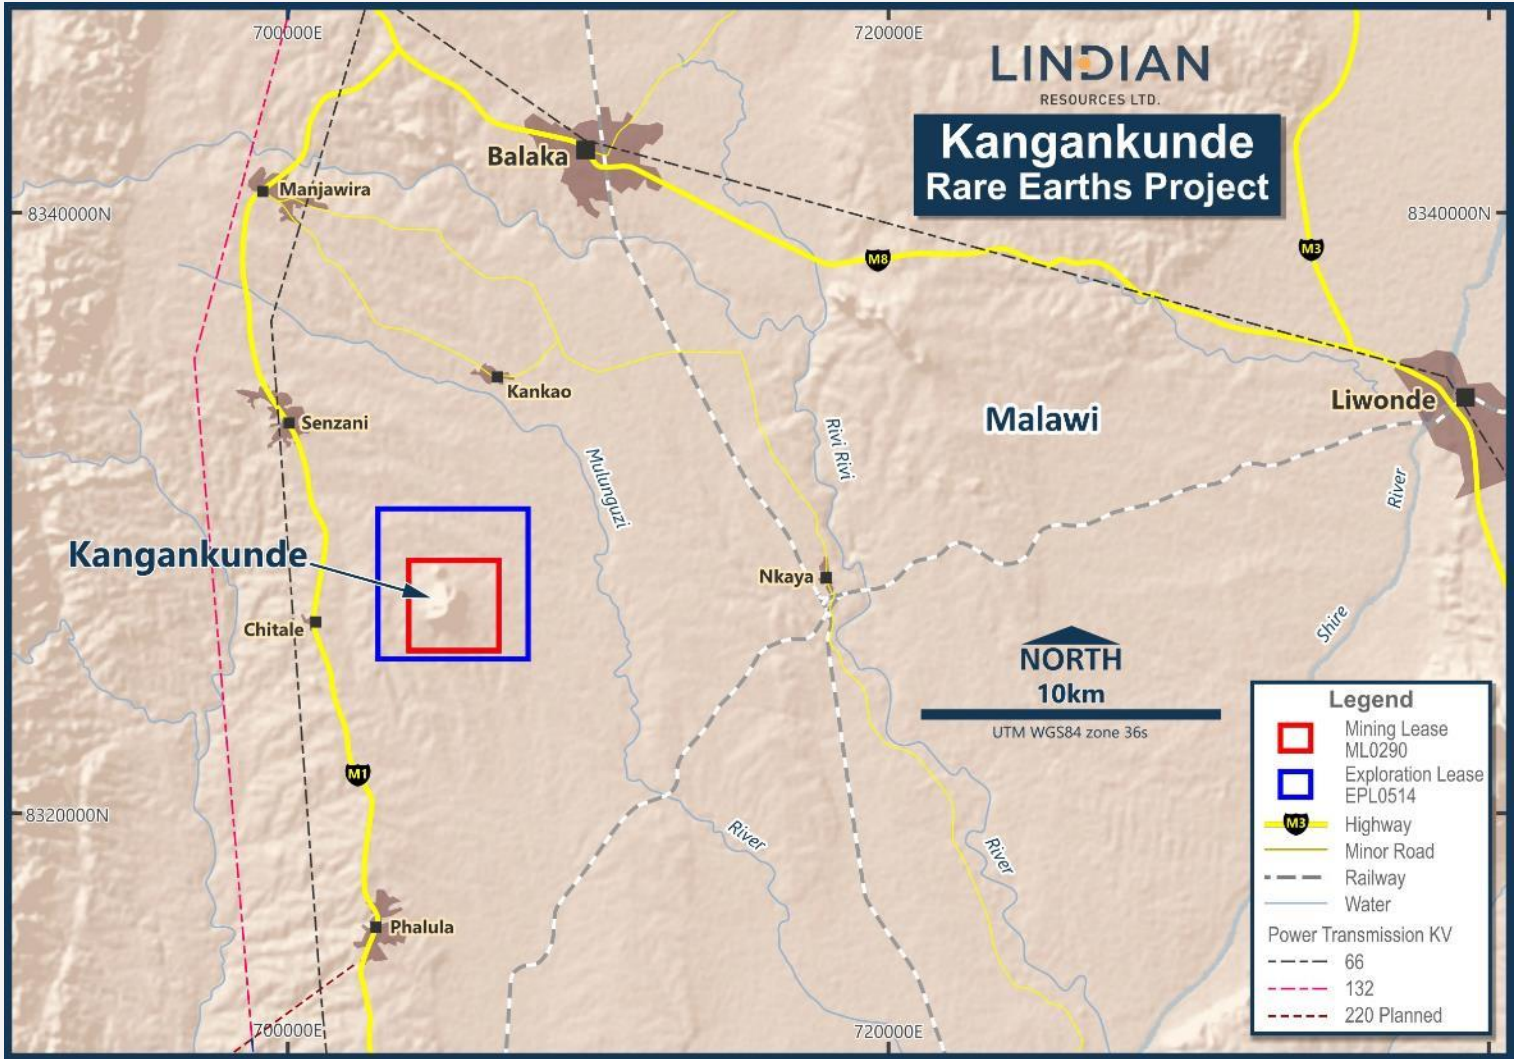 700000E
720000E
LINDIAN
RESOURCES LTD.
Kangankunde
Rare Earths Project
Balaka
Manjawira
8340000N
8340000N
M3
M8
Kankao
Liwonde
Senzani
Malawi
Rivi Rivi
Mulunguzi
River
Kangankunde
Nkaya
Chitale
Shire
NORTH
10km
UTM WGS84 zone 36s
M1
8320000N
River
River
Phalula
700000E
720000E
Legend
Mining Lease
ML0290
Exploration Lease
EPL0514
M3
Highway
Minor Road
Railway
Water
Power Transmission KV
66
132
220 Planned